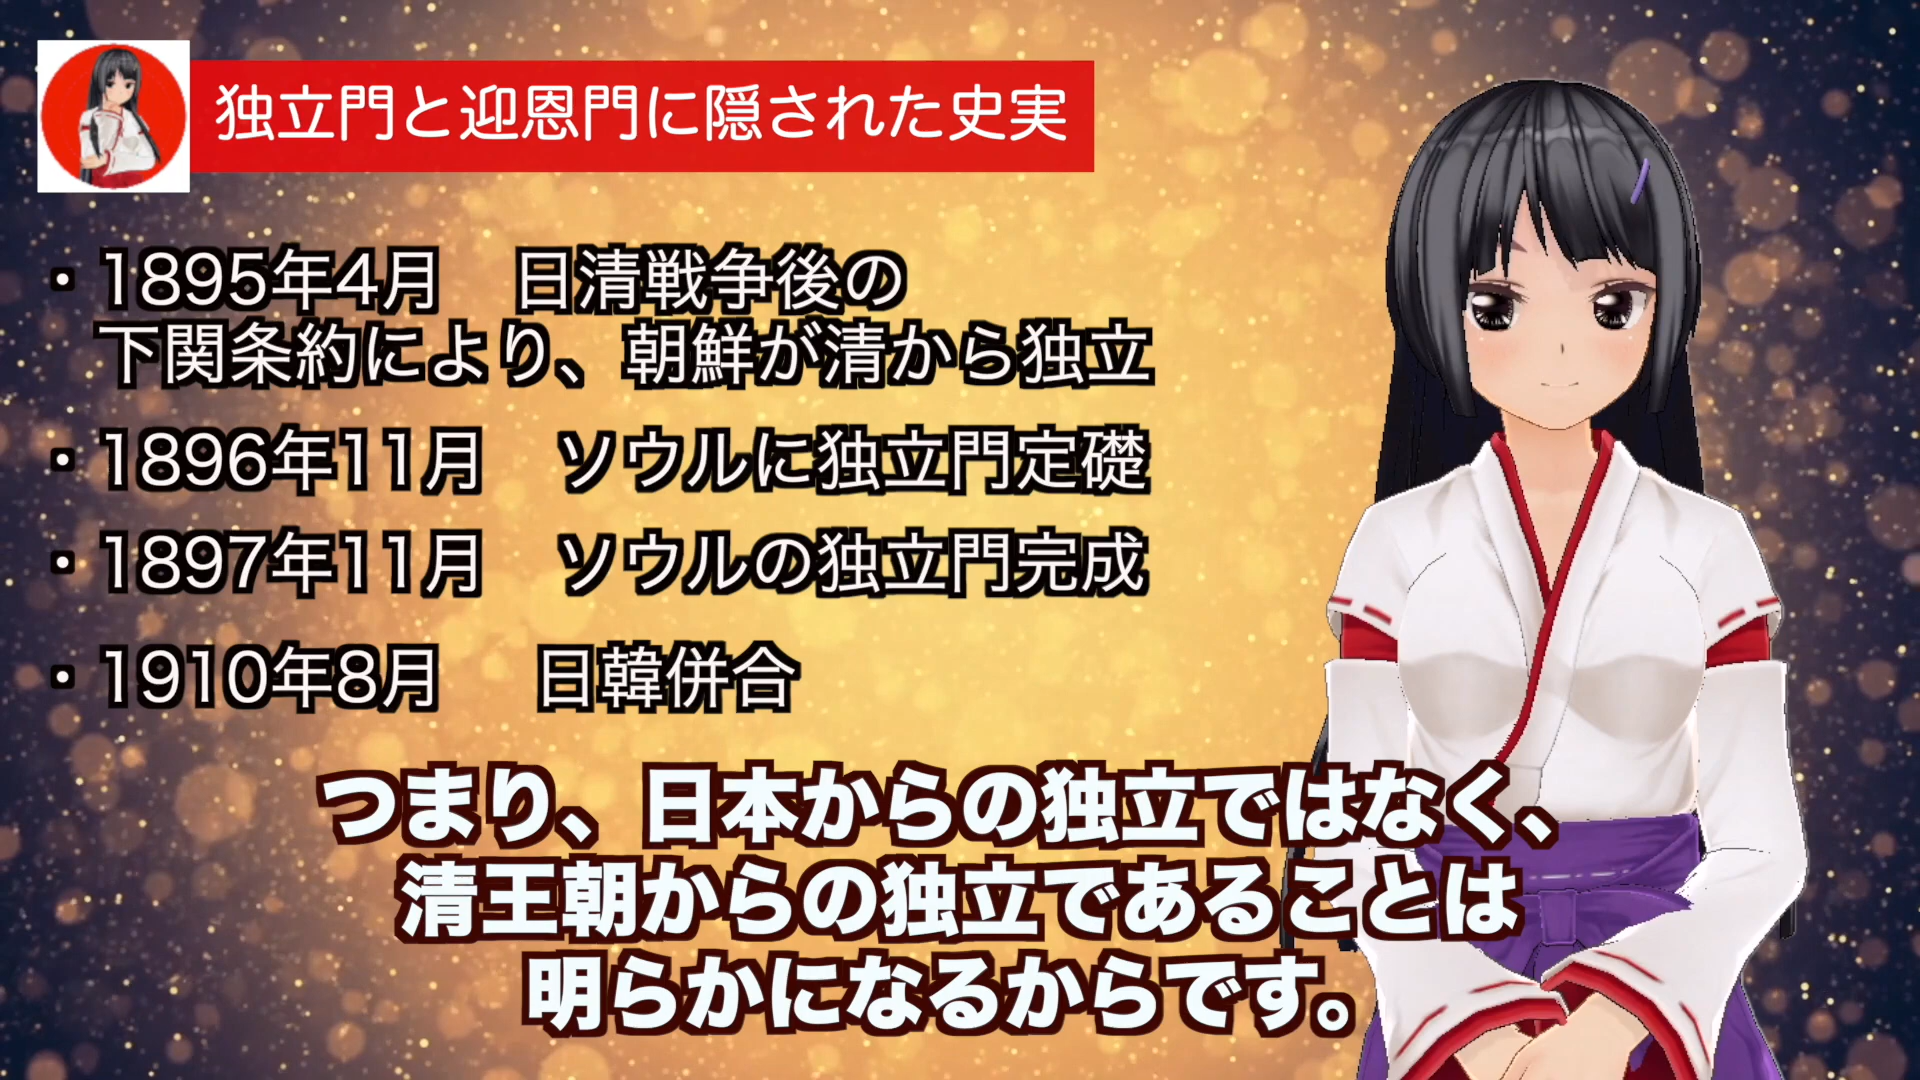 独立門と迎恩門に隠された史実
・1895年4月　日清戦争後の
下関条約により、朝鮮が清から独立
・1896年11月　ソウルに独立門定礎
・1897年11月　ソウルの独立門完成
・1910年8月　日韓併合
つまり、日本からの独立ではなく、
清王朝からの独立であることは
明らかになるからです。